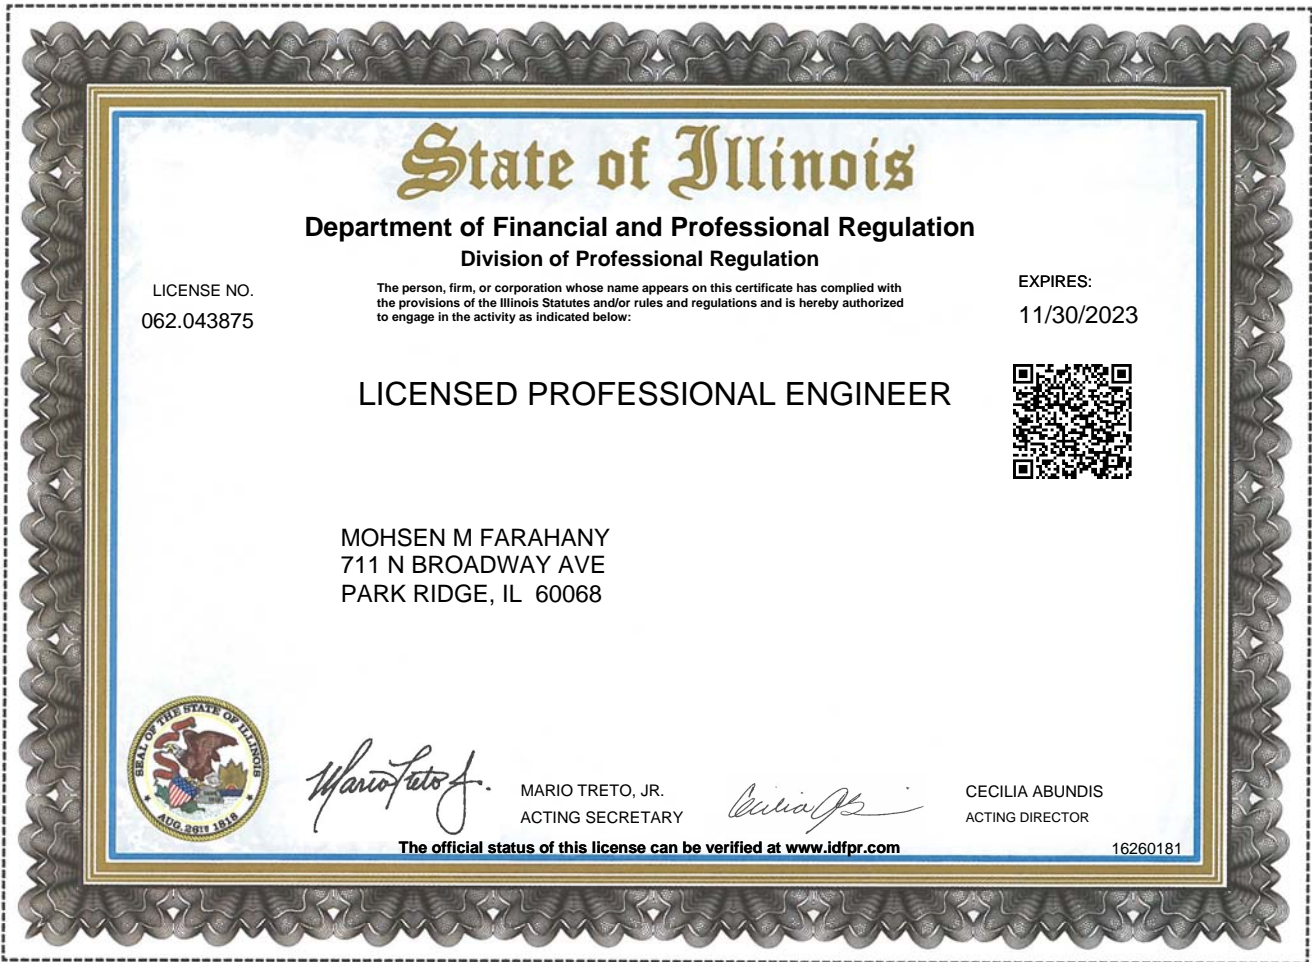 State of Illinois
Department of Financial and Professional Regulation
Division of Professional Regulation
LICENSE NO.
062.043875
The person, firm, or corporation whose name appears on this certificate has complied with
the provisions of the Illinois Statutes and/or rules and regulations and is hereby authorized
to engage in the activity as indicated below:
EXPIRES:
11/30/2023
LICENSED PROFESSIONAL ENGINEER
MOHSEN M FARAHANY
711 N BROADWAY AVE
PARK RIDGE, IL 60068
SEAL OF THE STATE OF ILLINOIS
AUG. 26TH 1818
Mario Treto Jr.
MARIO TRETO, JR.
ACTING SECRETARY
Cecilia
CECILIA ABUNDIS
ACTING DIRECTOR
The official status of this license can be verified at www.idfpr.com
16260181